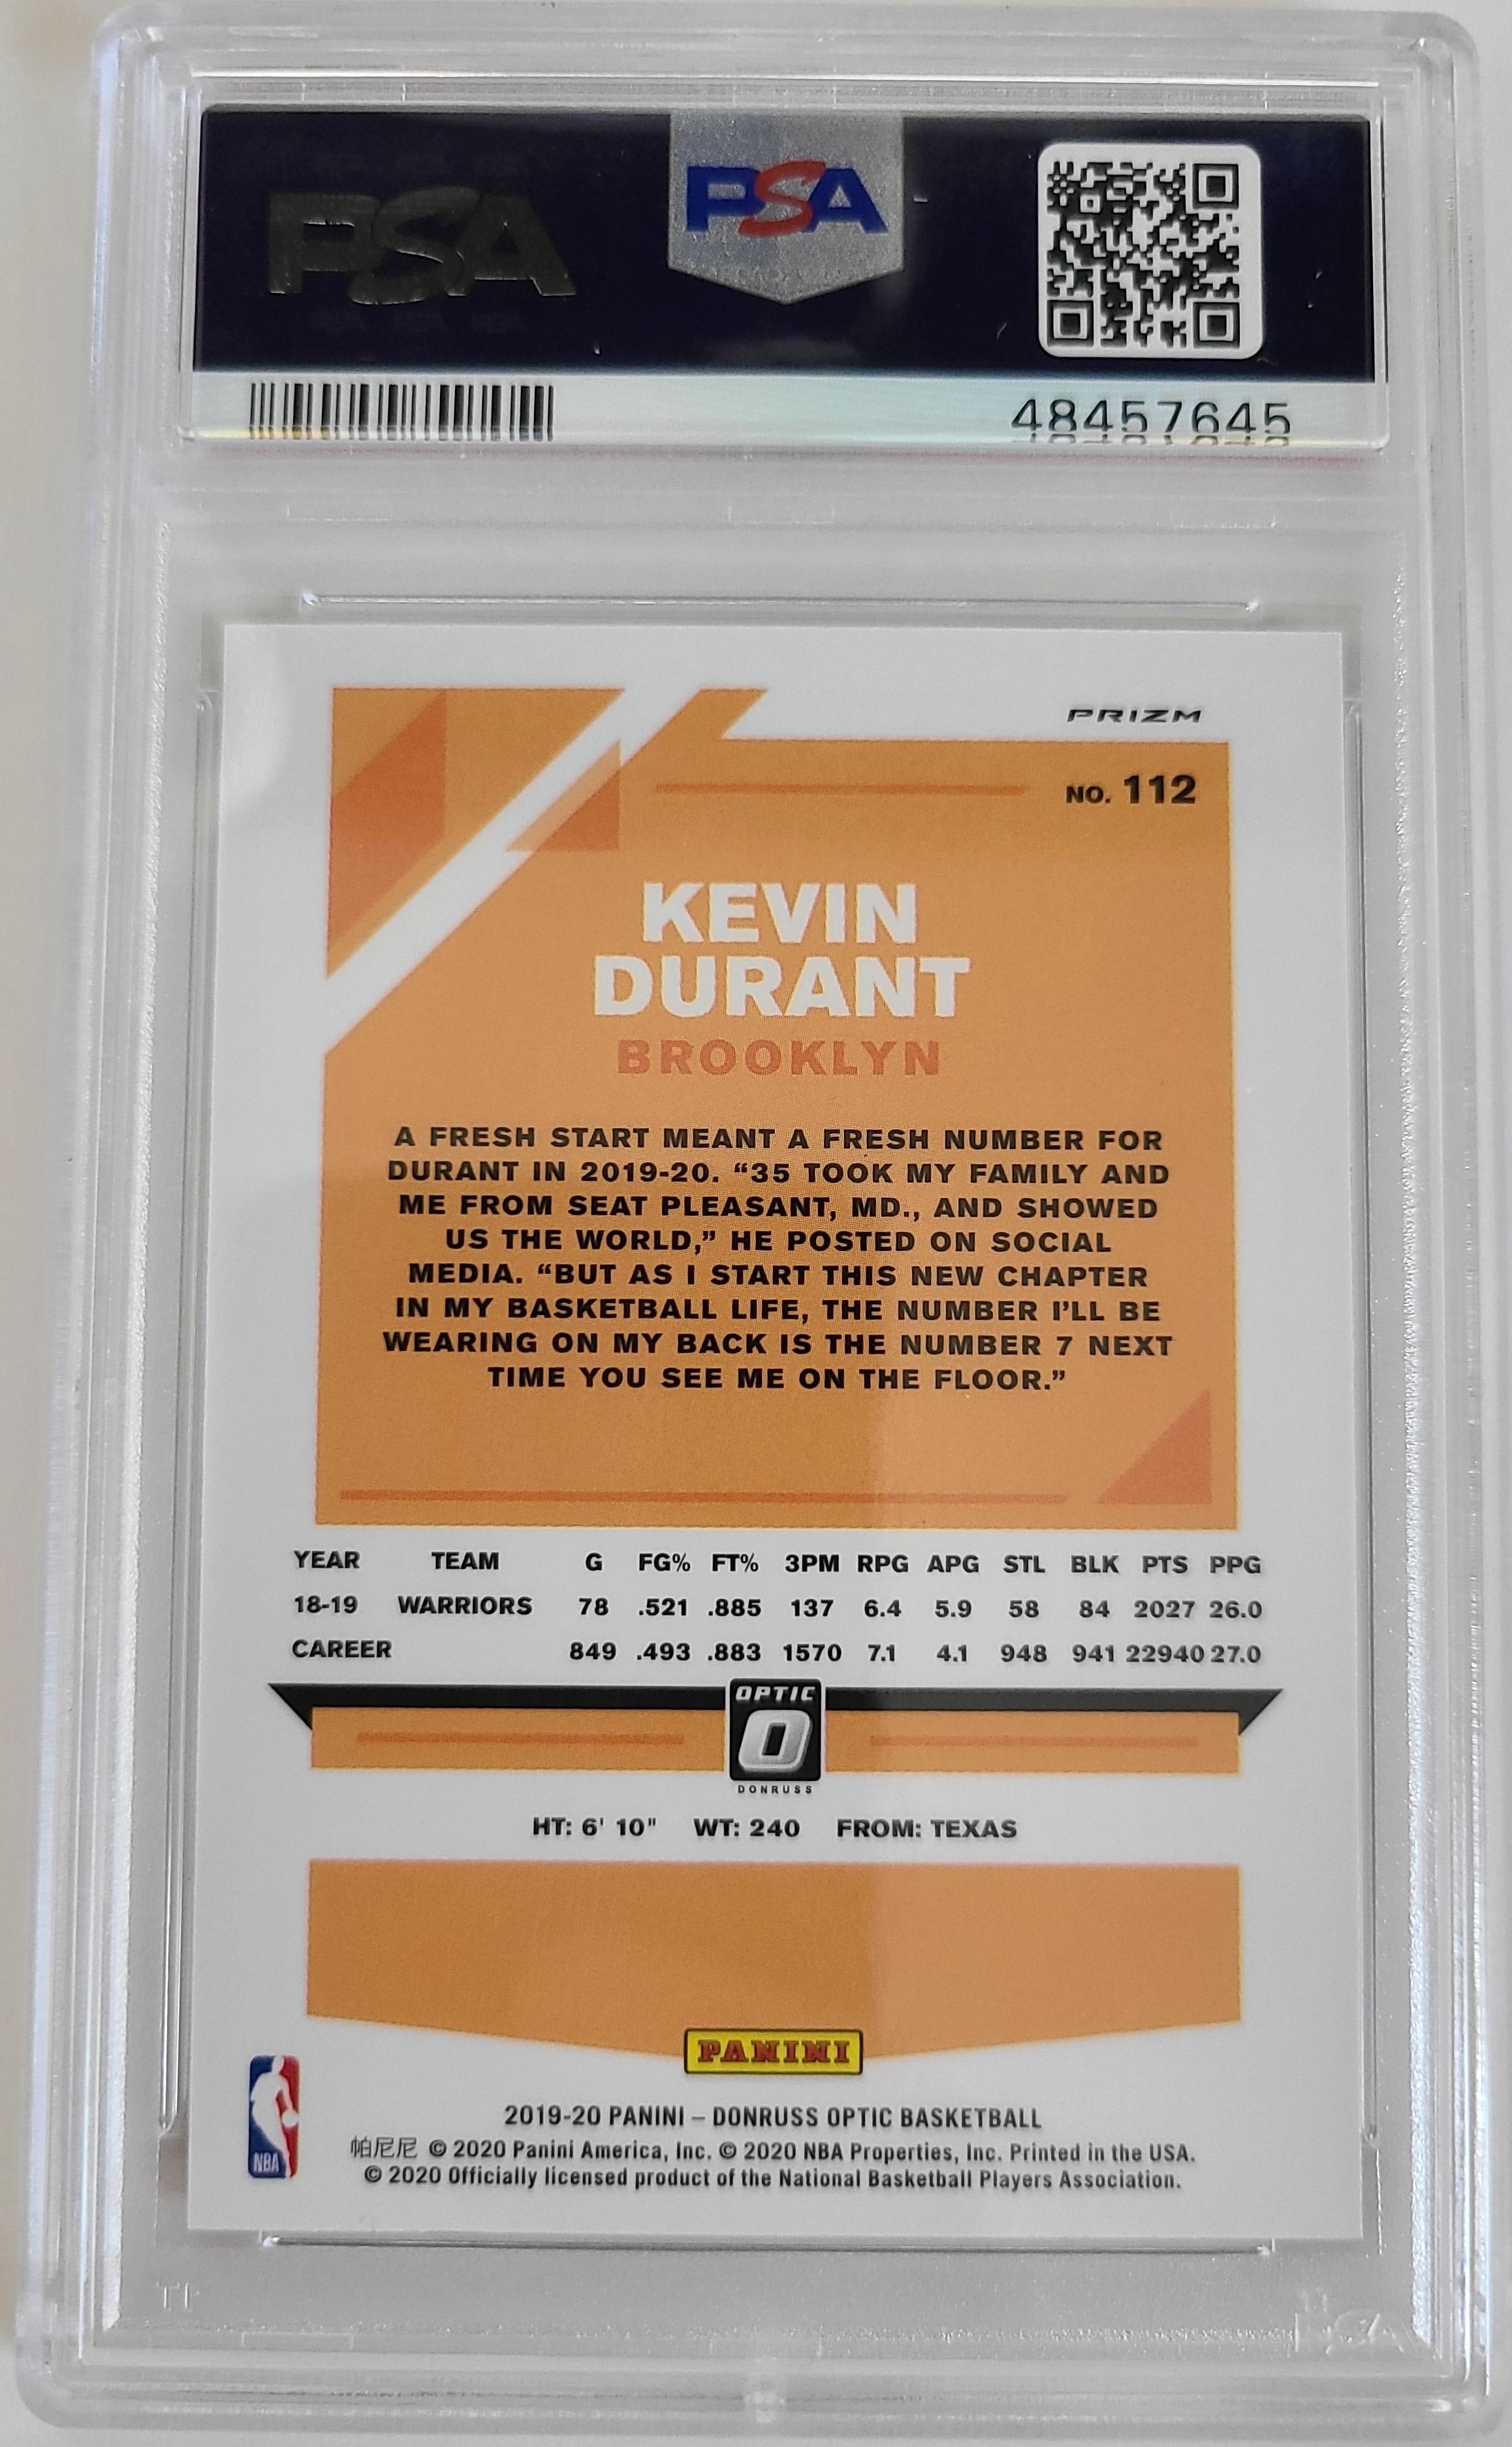 PSA
PSA
48457645
PRIZM
NO. 112
KEVIN
DURANT
BROOKLYN
A FRESH START MEANT A FRESH NUMBER FOR
DURANT IN 2019-20. “35 TOOK MY FAMILY AND
ME FROM SEAT PLEASANT, MD., AND SHOWED
US THE WORLD,” HE POSTED ON SOCIAL
MEDIA. “BUT AS I START THIS NEW CHAPTER
IN MY BASKETBALL LIFE, THE NUMBER I’LL BE
WEARING ON MY BACK IS THE NUMBER 7 NEXT
TIME YOU SEE ME ON THE FLOOR.”
YEAR TEAM G FG% FT% 3PM RPG APG STL BLK PTS PPG
18-19 WARRIORS 78 .521 .885 137 6.4 5.9 58 84 2027 26.0
CAREER 849 .493 .883 1570 7.1 4.1 948 941 22940 27.0
OPTIC
O
DONRUSS
HT: 6' 10" WT: 240 FROM: TEXAS
PANINI
NBA
2019-20 PANINI – DONRUSS OPTIC BASKETBALL
帕尼尼 © 2020 Panini America, Inc. © 2020 NBA Properties, Inc. Printed in the USA.
© 2020 Officially licensed product of the National Basketball Players Association.